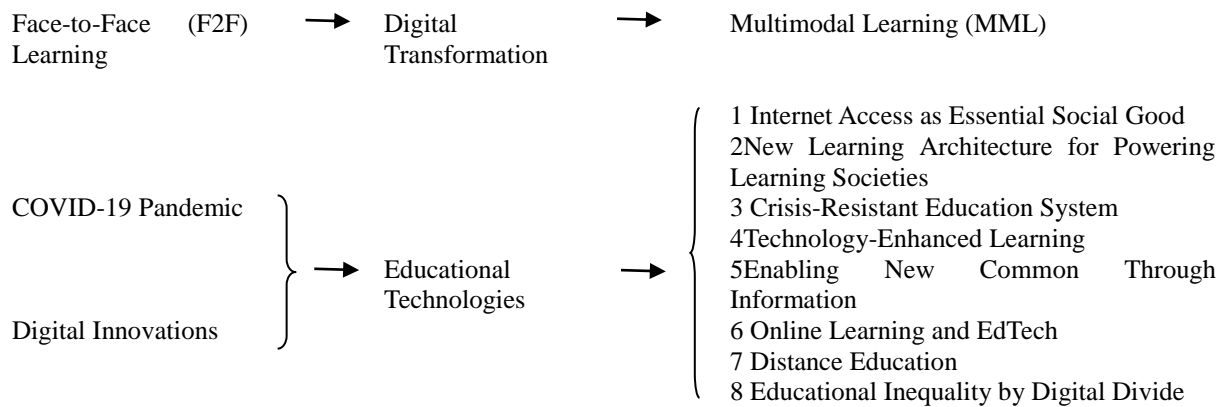 Face-to-Face (F2F) Learning
Digital Transformation
Multimodal Learning (MML)
COVID-19 Pandemic
Digital Innovations
Educational Technologies
1 Internet Access as Essential Social Good
2New Learning Architecture for Powering
Learning Societies
3 Crisis-Resistant Education System
4Technology-Enhanced Learning
5Enabling New Common Through
Information
6 Online Learning and EdTech
7 Distance Education
8 Educational Inequality by Digital Divide